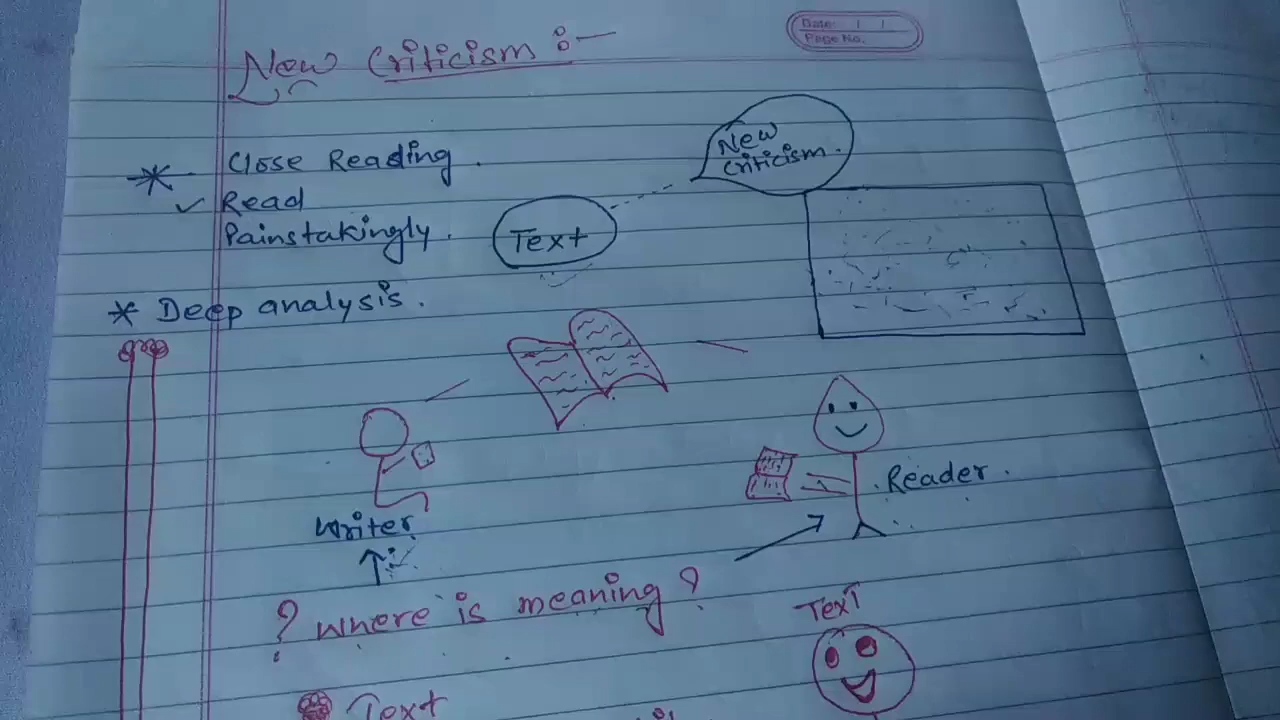 Date: / /
Page No.
New Criticism :-
* Close Reading.
✓ Read
Painstakingly.
New
Criticism.
Text
* Deep analysis.
Reader.
Writer
? Where is meaning ?
Text
Text